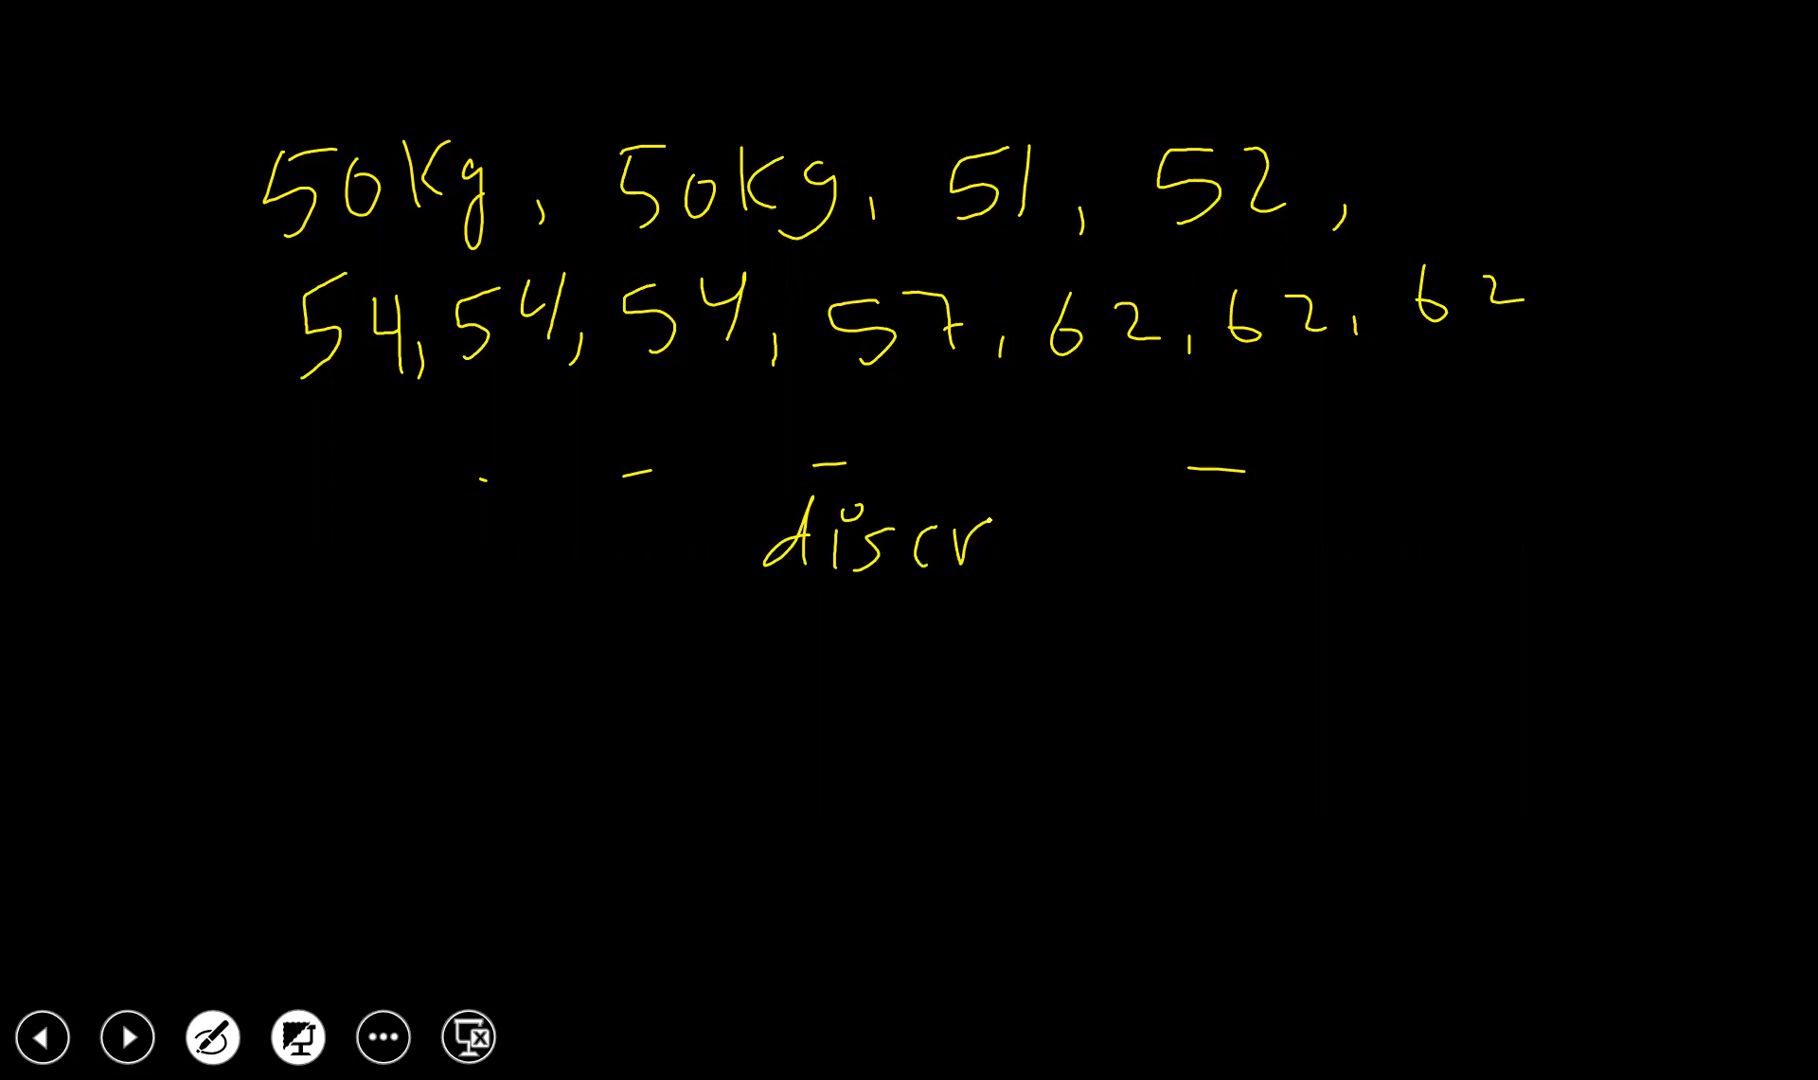 50kg, 50kg, 51, 52,
54, 54, 54, 57, 62, 62, 62
discr